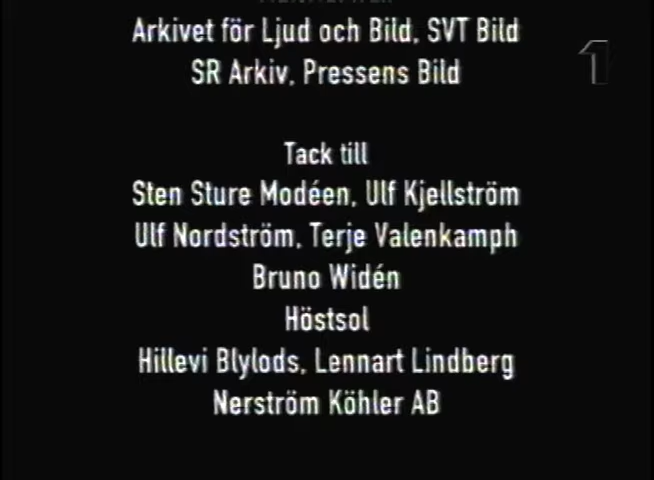 Arkivet för Ljud och Bild, SVT Bild
SR Arkiv, Pressens Bild
1
Tack till
Sten Sture Modéen, Ulf Kjellström
Ulf Nordström, Terje Valenkamph
Bruno Widén
Höstsol
Hillevi Blylods, Lennart Lindberg
Nerström Köhler AB